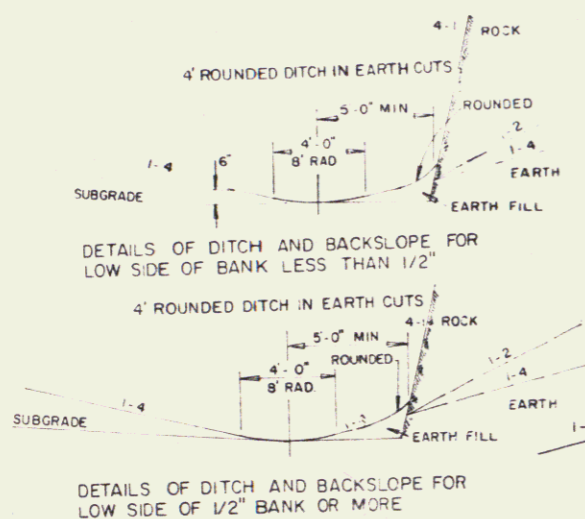 4-1 ROCK
4' ROUNDED DITCH IN EARTH CUTS
5-0" MIN
ROUNDED
4'-0"
8' RAD
1-4
6"
1-2
1-4
EARTH
SUBGRADE
EARTH FILL
DETAILS OF DITCH AND BACKSLOPE FOR
LOW SIDE OF BANK LESS THAN 1/2"
4' ROUNDED DITCH IN EARTH CUTS
5'-0" MIN
4-1 ROCK
4'-0"
ROUNDED
8' RAD.
1-2
1-4
1-4
EARTH
SUBGRADE
EARTH FILL
DETAILS OF DITCH AND BACKSLOPE FOR
LOW SIDE OF 1/2" BANK OR MORE